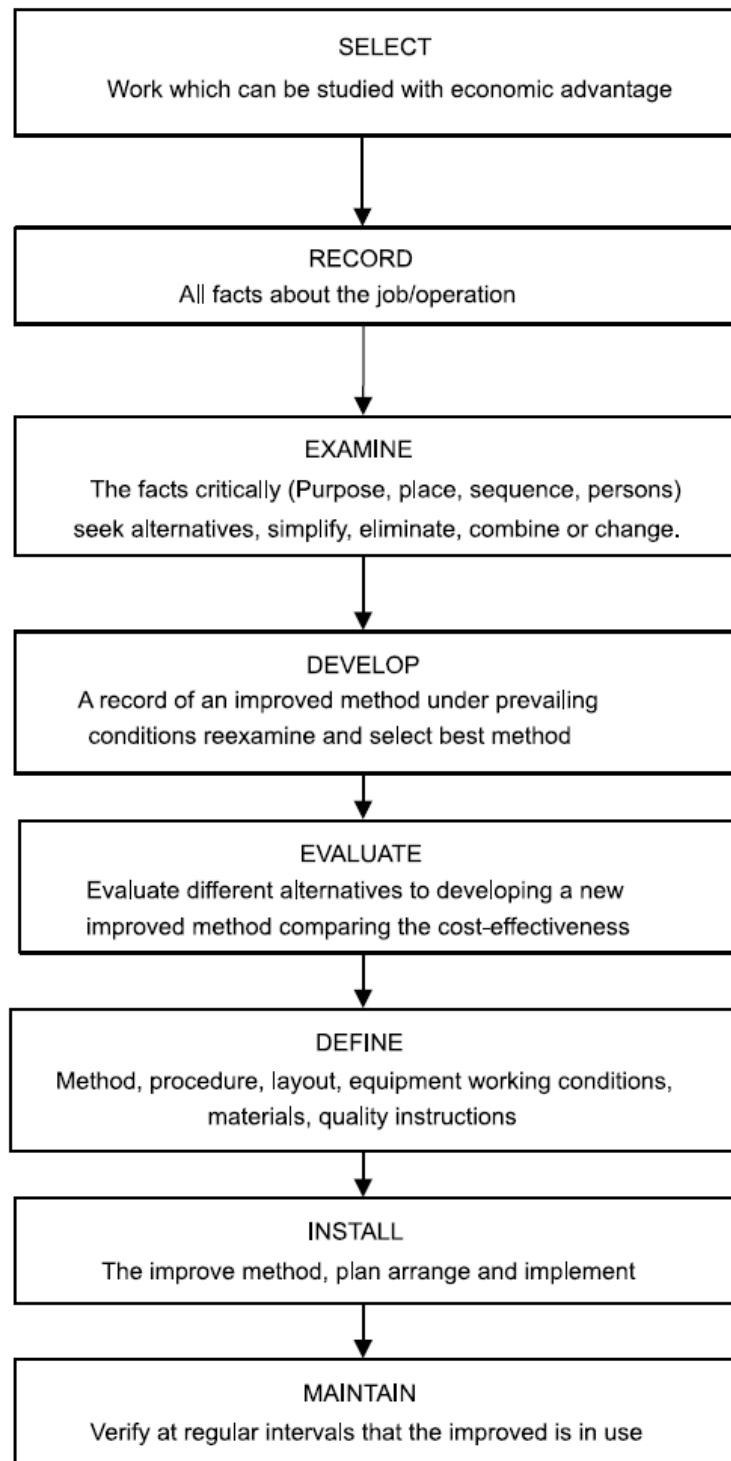 SELECT
Work which can be studied with economic advantage
RECORD
All facts about the job/operation
EXAMINE
The facts critically (Purpose, place, sequence, persons)
seek alternatives, simplify, eliminate, combine or change.
DEVELOP
A record of an improved method under prevailing
conditions reexamine and select best method
EVALUATE
Evaluate different alternatives to developing a new
improved method comparing the cost-effectiveness
DEFINE
Method, procedure, layout, equipment working conditions,
materials, quality instructions
INSTALL
The improve method, plan arrange and implement
MAINTAIN
Verify at regular intervals that the improved is in use